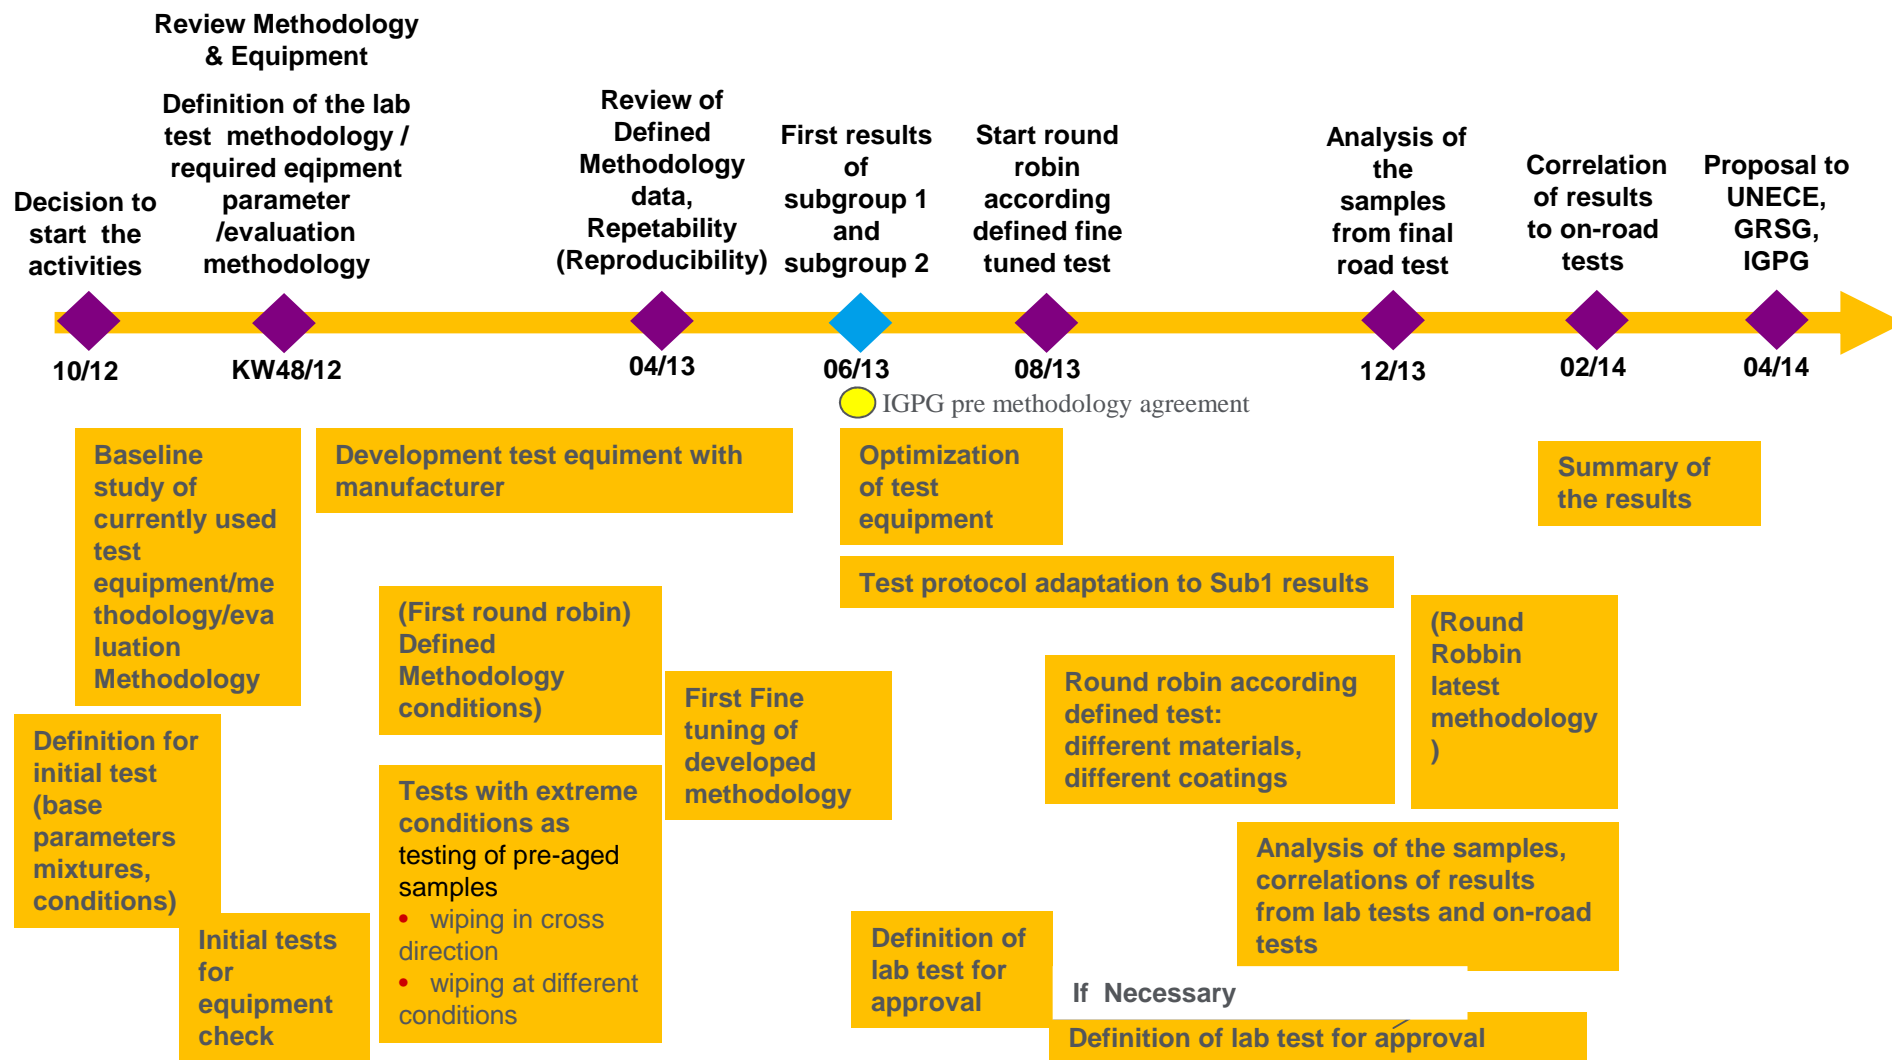 Review Methodology
& Equipment
Definition of the lab
test methodology /
required eqipment
parameter
/evaluation
methodology
Decision to
start the
activities
Review of
Defined
Methodology
data,
Repetability
(Reproducibility)
First results
of
subgroup 1
and
subgroup 2
Start round
robin
according
defined fine
tuned test
Analysis of
the
samples
from final
road test
Correlation
of results
to on-road
tests
Proposal to
UNECE,
GRSG,
IGPG
10/12
KW48/12
04/13
06/13
08/13
12/13
02/14
04/14
IGPG pre methodology agreement
Baseline
study of
currently used
test
equipment/me
thodology/eva
luation
Methodology
Development test equiment with
manufacturer
Optimization
of test
equipment
Summary of
the results
Test protocol adaptation to Sub1 results
(First round robin)
Defined
Methodology
conditions)
(Round
Robbin
latest
methodology
)
First Fine
tuning of
developed
methodology
Round robin according
defined test:
different materials,
different coatings
Definition for
initial test
(base
parameters
mixtures,
conditions)
Tests with extreme
conditions as
testing of pre-aged
samples
• wiping in cross
direction
• wiping at different
conditions
Analysis of the samples,
correlations of results
from lab tests and on-road
tests
Initial tests
for
equipment
check
Definition of
lab test for
approval
If Necessary
Definition of lab test for approval